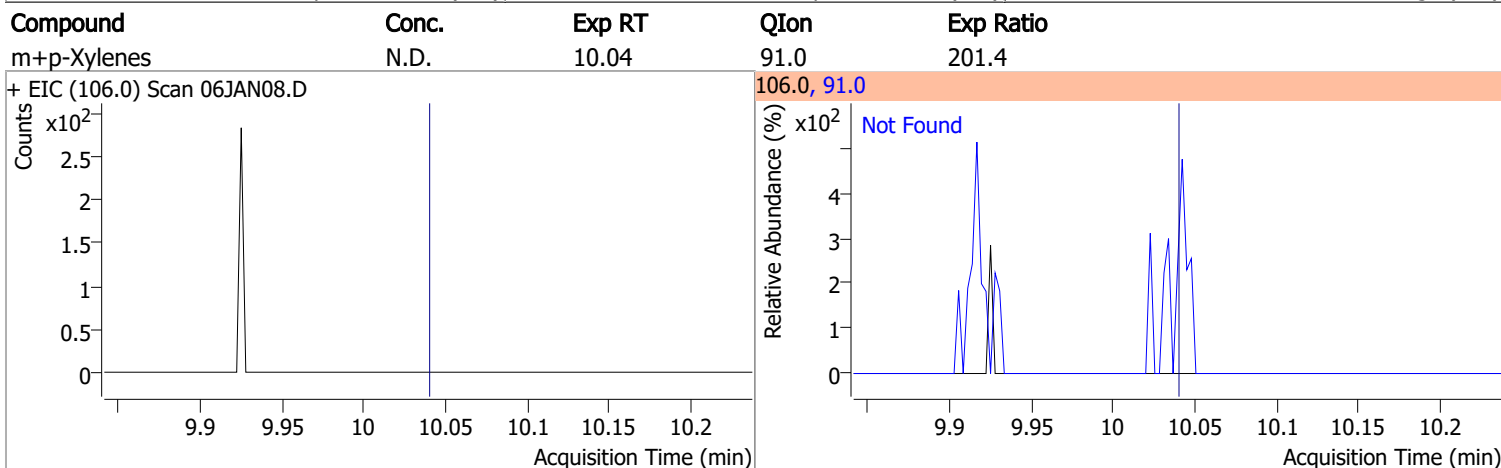 Compound Conc. Exp RT QIon Exp Ratio
m+p-Xylenes N.D. 10.04 91.0 201.4
+ EIC (106.0) Scan 06JAN08.D
Counts
x10²
2.5
2
1.5
1
0.5
0
9.9 9.95 10 10.05 10.1 10.15 10.2
Acquisition Time (min)
106.0, 91.0
Relative Abundance (%)
x10²
Not Found
4
3
2
1
0
9.9 9.95 10 10.05 10.1 10.15 10.2
Acquisition Time (min)